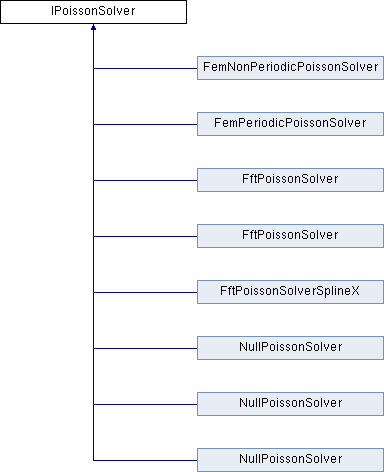 IPoissonSolver
FemNonPeriodicPoissonSolver
FemPeriodicPoissonSolver
FftPoissonSolver
FftPoissonSolver
FftPoissonSolverSplineX
NullPoissonSolver
NullPoissonSolver
NullPoissonSolver